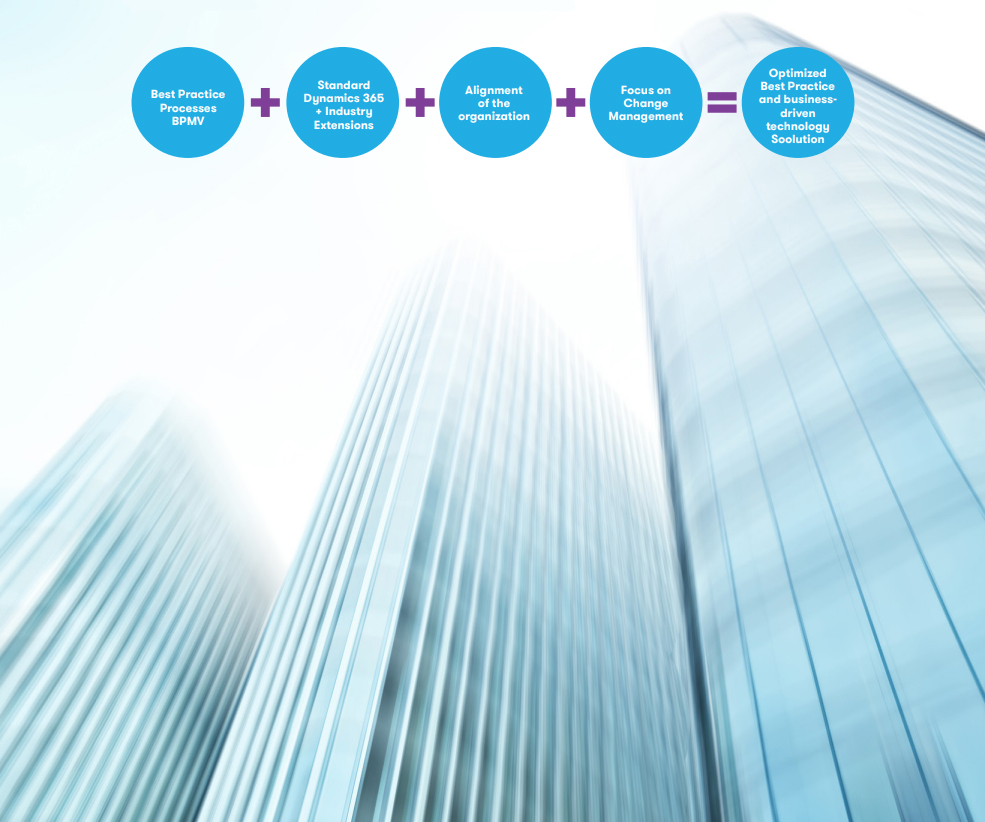 Best Practice
Processes
BPMV
+
Standard
Dynamics 365
+ Industry
Extensions
+
Alignment
of the
organization
+
Focus on
Change
Management
=
Optimized
Best Practice
and business-
driven
technology
Soolution